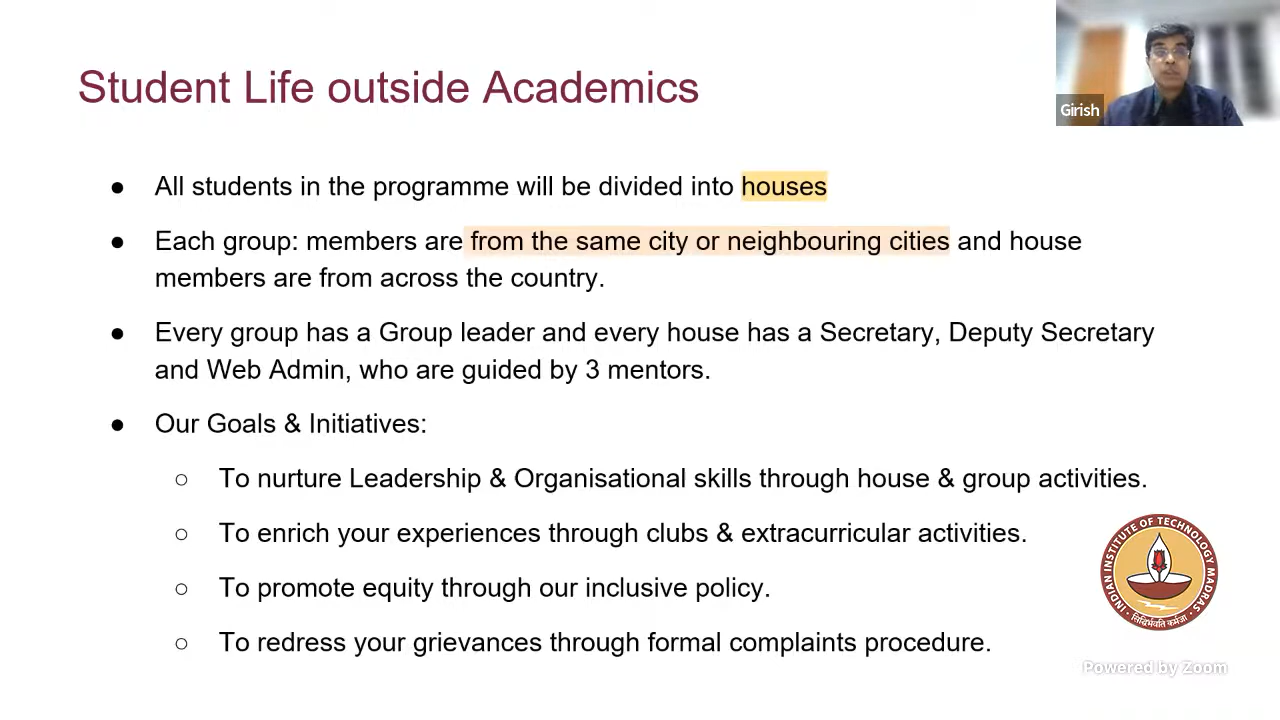 Student Life outside Academics
Girish
● All students in the programme will be divided into houses
● Each group: members are from the same city or neighbouring cities and house
members are from across the country.
● Every group has a Group leader and every house has a Secretary, Deputy Secretary
and Web Admin, who are guided by 3 mentors.
● Our Goals & Initiatives:
○ To nurture Leadership & Organisational skills through house & group activities.
○ To enrich your experiences through clubs & extracurricular activities.
○ To promote equity through our inclusive policy.
○ To redress your grievances through formal complaints procedure.
INDIAN INSTITUTE OF TECHNOLOGY MADRAS
सिद्धिर्भवति कर्मजा
Powered by Zoom